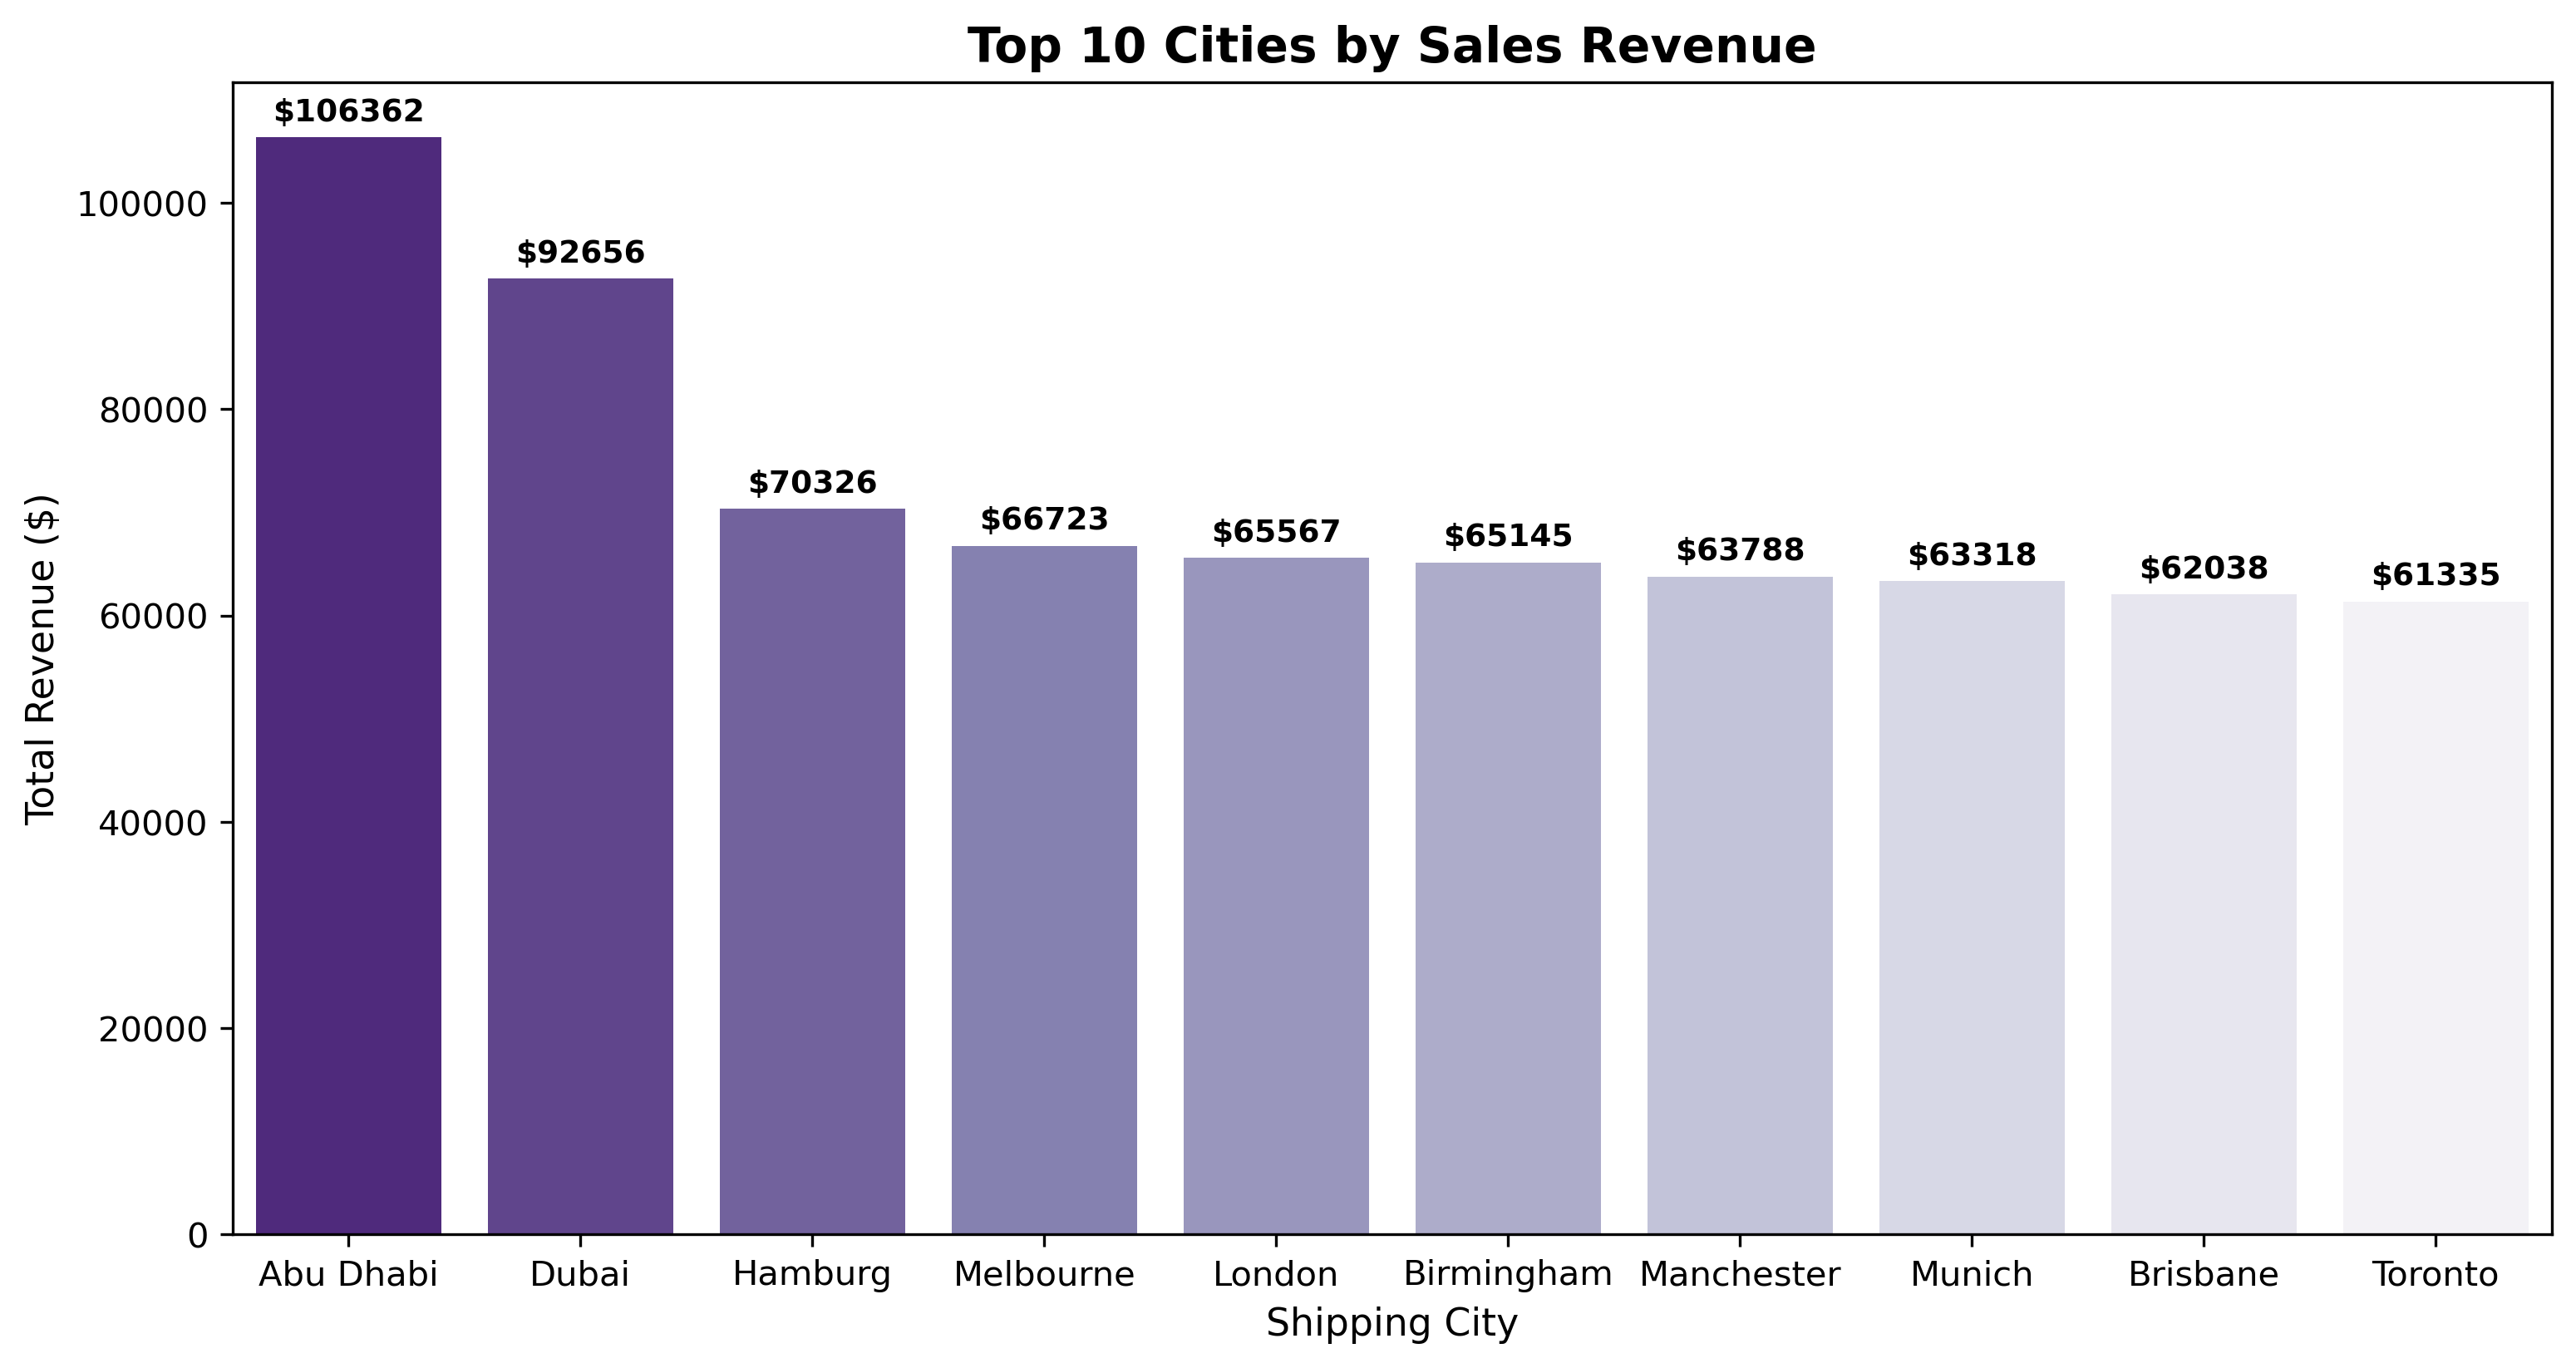 Top 10 Cities by Sales Revenue
$106362
$92656
$70326
$66723
$65567
$65145
$63788
$63318
$62038
$61335
Total Revenue ($)
100000
80000
60000
40000
20000
0
Abu Dhabi
Dubai
Hamburg
Melbourne
London
Birmingham
Manchester
Munich
Brisbane
Toronto
Shipping City